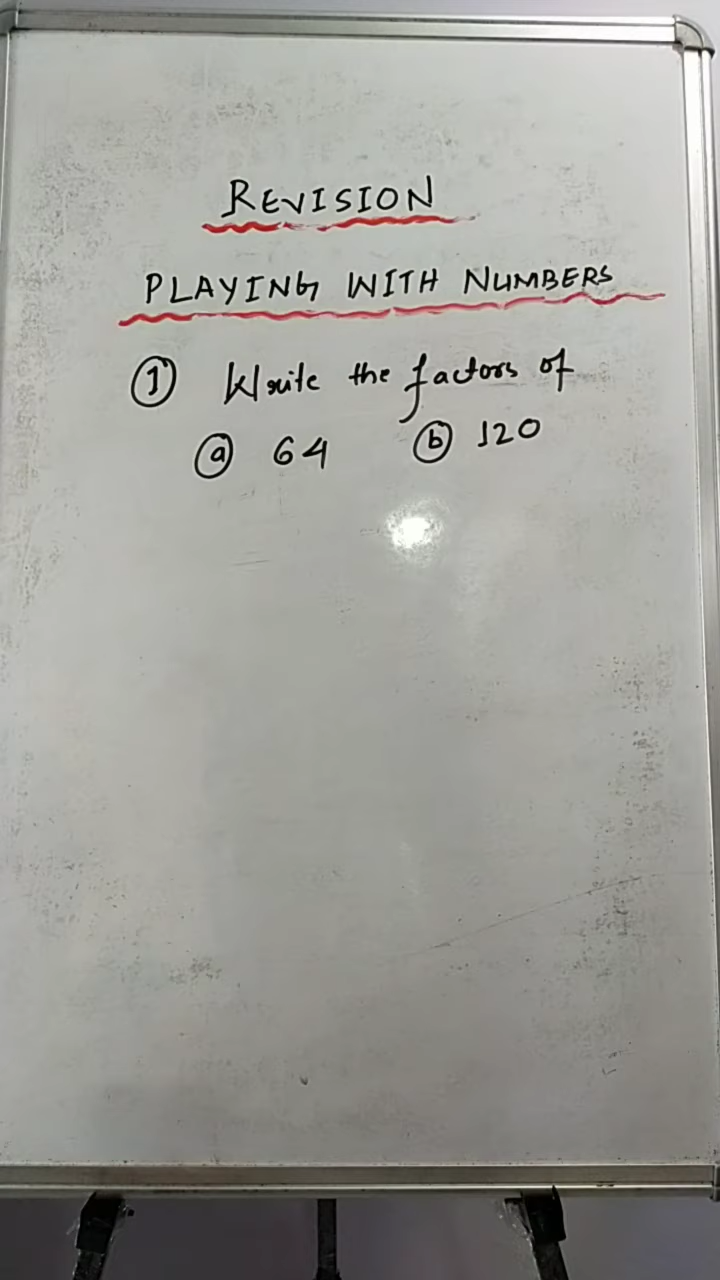 REVISION
PLAYING WITH NUMBERS
① Write the factors of
ⓐ 64 ⓑ 120